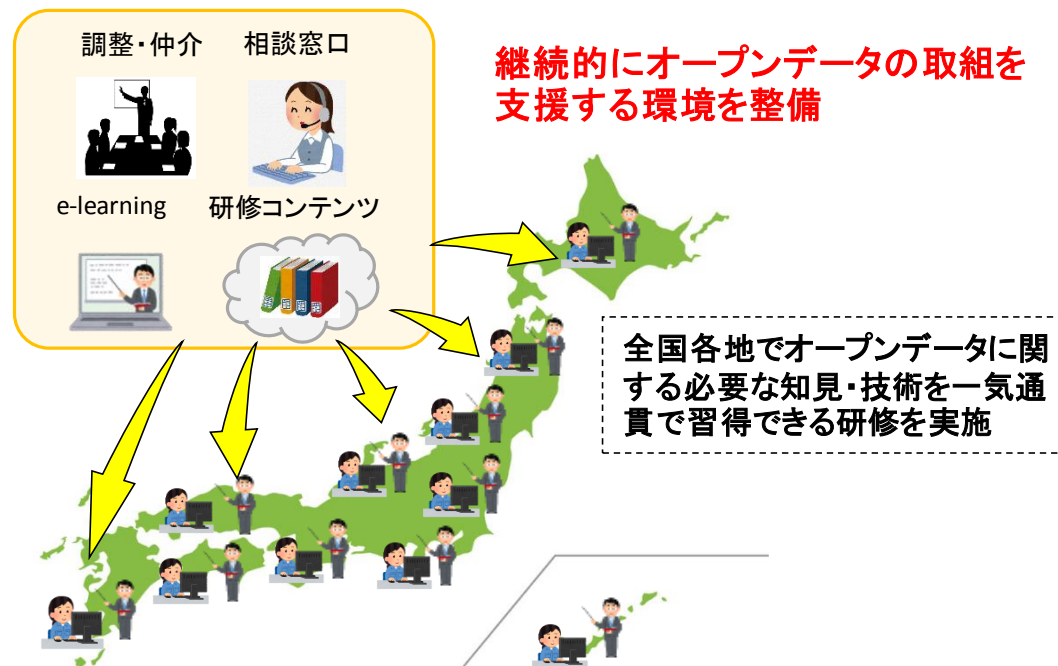 調整・仲介 相談窓口
継続的にオープンデータの取組を
支援する環境を整備
e-learning 研修コンテンツ
全国各地でオープンデータに関
する必要な知見・技術を一気通
貫で習得できる研修を実施